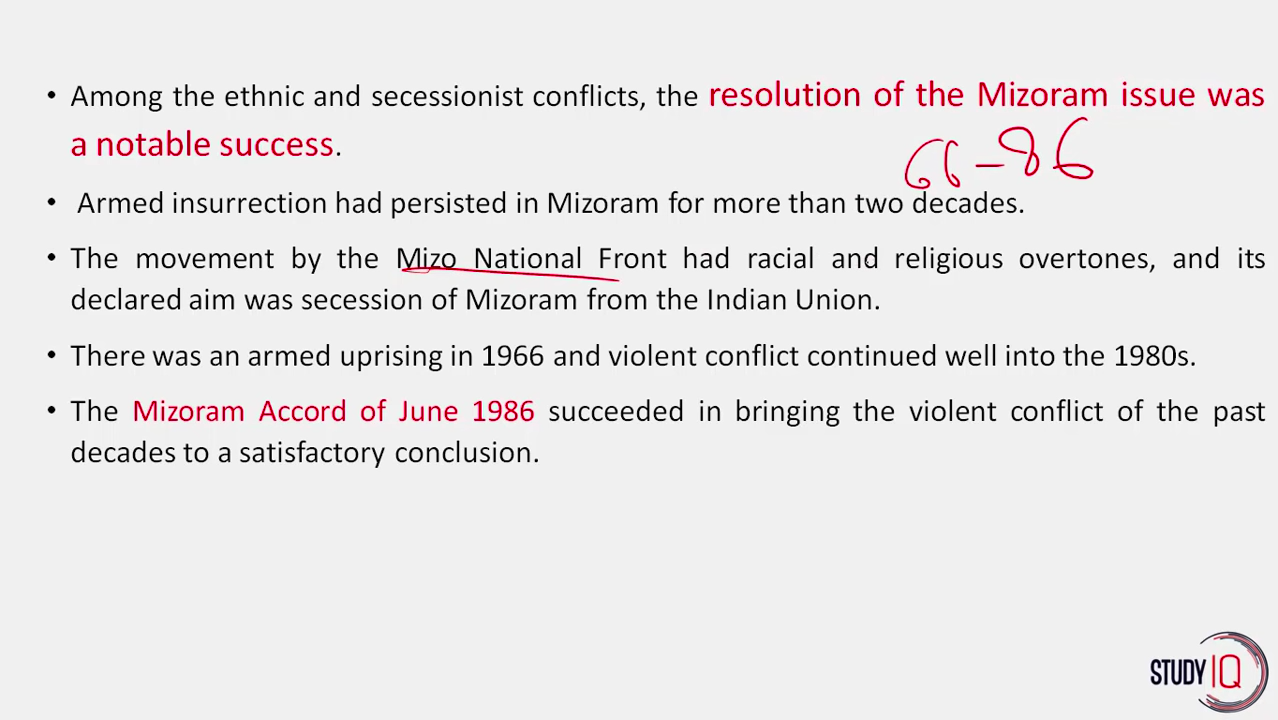 • Among the ethnic and secessionist conflicts, the resolution of the Mizoram issue was
a notable success.
66-86
• Armed insurrection had persisted in Mizoram for more than two decades.
• The movement by the Mizo National Front had racial and religious overtones, and its
declared aim was secession of Mizoram from the Indian Union.
• There was an armed uprising in 1966 and violent conflict continued well into the 1980s.
• The Mizoram Accord of June 1986 succeeded in bringing the violent conflict of the past
decades to a satisfactory conclusion.
STUDY IQ